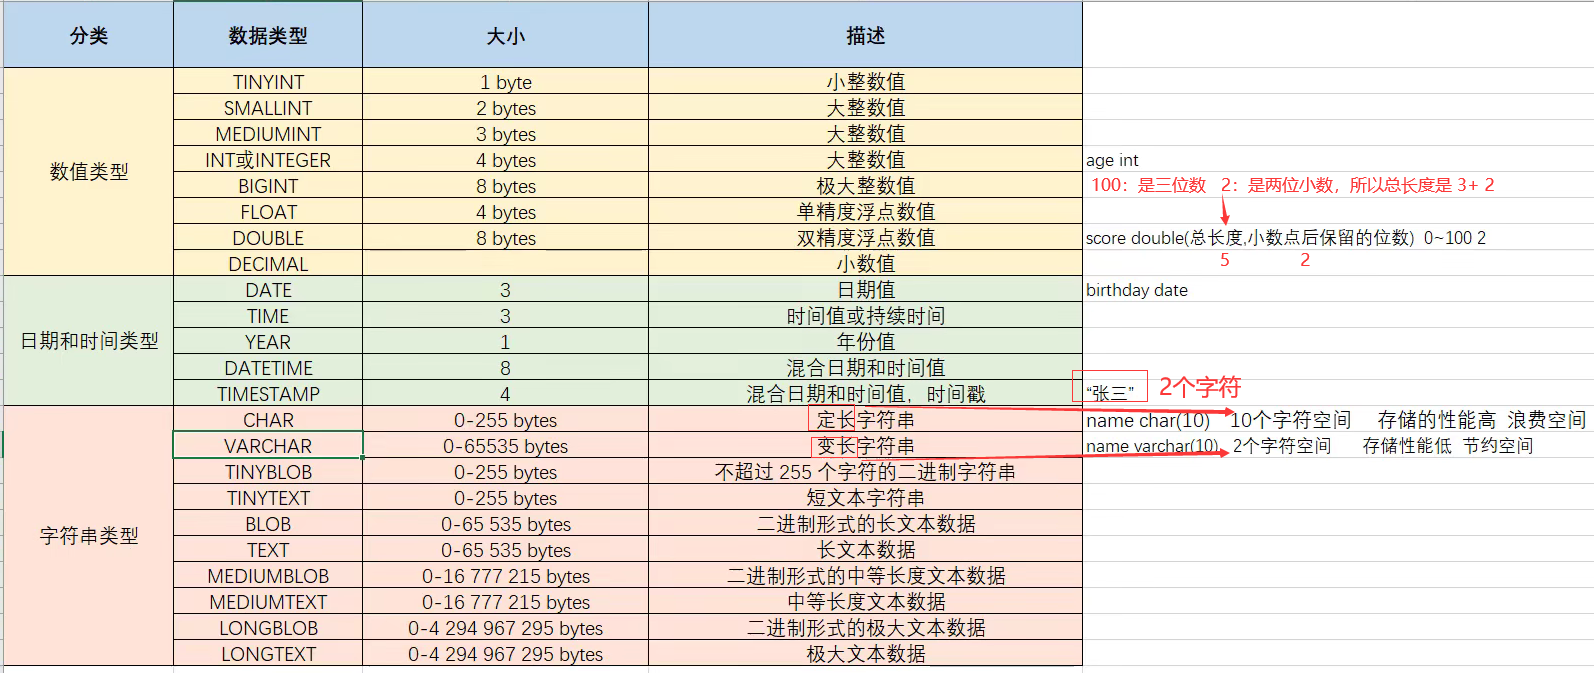 分类 数据类型 大小 描述
TINYINT 1 byte 小整数值
SMALLINT 2 bytes 大整数值
MEDIUMINT 3 bytes 大整数值
INT或INTEGER 4 bytes 大整数值 age int
数值类型 BIGINT 8 bytes 极大整数值 100：是三位数 2：是两位小数，所以总长度是 3+ 2
FLOAT 4 bytes 单精度浮点数值
DOUBLE 8 bytes 双精度浮点数值 score double(总长度,小数点后保留的位数) 0~100 2
DECIMAL 小数值 5 2
DATE 3 日期值 birthday date
TIME 3 时间值或持续时间
日期和时间类型 YEAR 1 年份值
DATETIME 8 混合日期和时间值
TIMESTAMP 4 混合日期和时间值，时间戳 “张三” 2个字符
CHAR 0-255 bytes 定长字符串 name char(10) 10个字符空间 存储的性能高 浪费空间
VARCHAR 0-65535 bytes 变长字符串 name varchar(10) 2个字符空间 存储性能低 节约空间
TINYBLOB 0-255 bytes 不超过 255 个字符的二进制字符串
TINYTEXT 0-255 bytes 短文本字符串
字符串类型 BLOB 0-65 535 bytes 二进制形式的长文本数据
TEXT 0-65 535 bytes 长文本数据
MEDIUMBLOB 0-16 777 215 bytes 二进制形式的中等长度文本数据
MEDIUMTEXT 0-16 777 215 bytes 中等长度文本数据
LONGBLOB 0-4 294 967 295 bytes 二进制形式的极大文本数据
LONGTEXT 0-4 294 967 295 bytes 极大文本数据